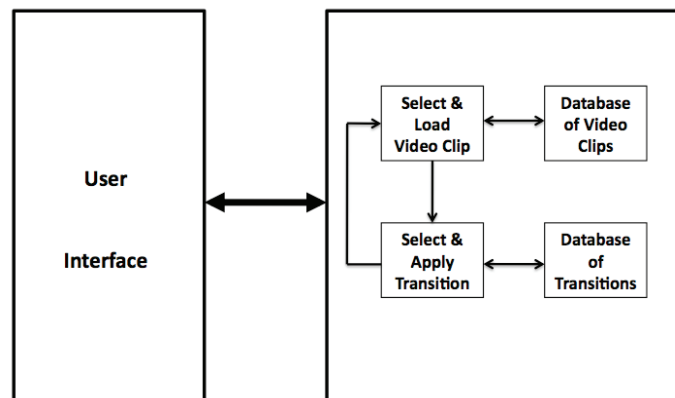 User
Interface
Select &
Load
Video Clip
Database
of Video
Clips
Select &
Apply
Transition
Database
of
Transitions